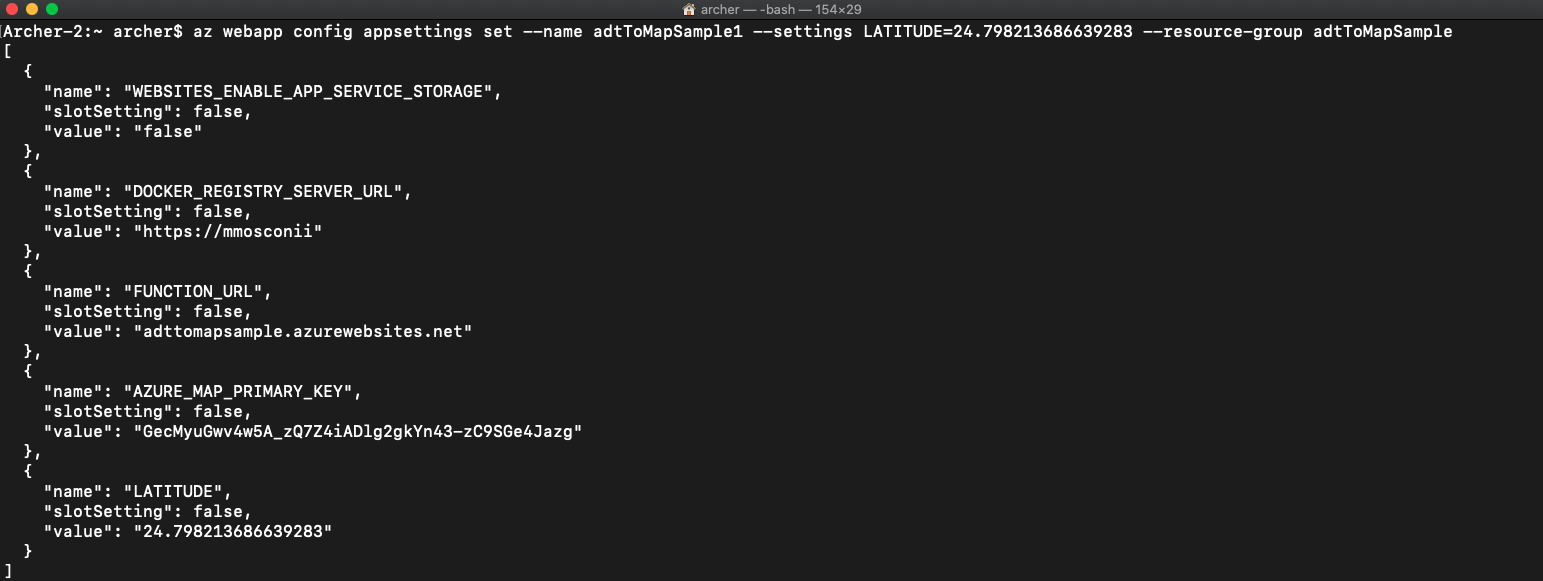 archer — -bash — 154×29
[Archer-2:~ archer$ az webapp config appsettings set --name adtToMapSample1 --settings LATITUDE=24.798213686639283 --resource-group adtToMapSample
[
  {
    "name": "WEBSITES_ENABLE_APP_SERVICE_STORAGE",
    "slotSetting": false,
    "value": "false"
  },
  {
    "name": "DOCKER_REGISTRY_SERVER_URL",
    "slotSetting": false,
    "value": "https://mmosconii"
  },
  {
    "name": "FUNCTION_URL",
    "slotSetting": false,
    "value": "adttomapsample.azurewebsites.net"
  },
  {
    "name": "AZURE_MAP_PRIMARY_KEY",
    "slotSetting": false,
    "value": "GecMyuGwv4w5A_zQ7Z4iADlg2gkYn43-zC9SGe4Jazg"
  },
  {
    "name": "LATITUDE",
    "slotSetting": false,
    "value": "24.798213686639283"
  }
]